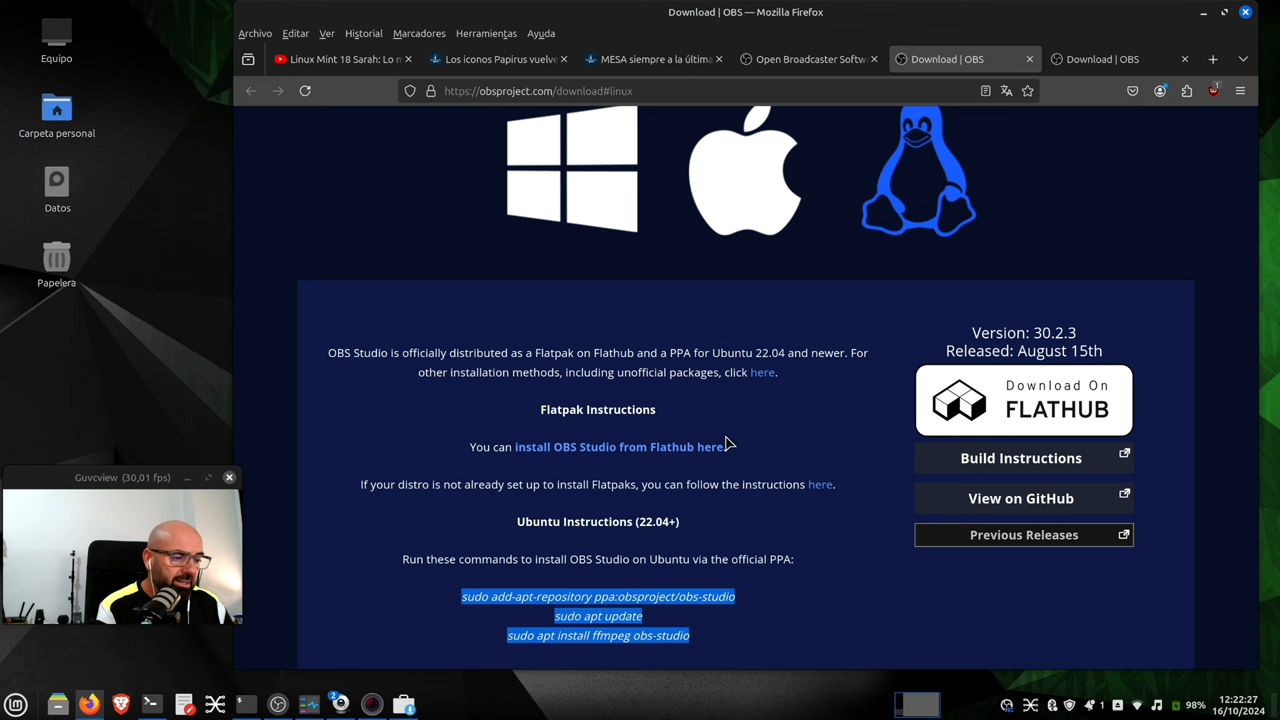 Download | OBS — Mozilla Firefox
Archivo Editar Ver Historial Marcadores Herramientas Ayuda
Linux Mint 18 Sarah: Lo n
Los iconos Papirus vuelve
MESA siempre a la última
Open Broadcaster Softw
Download | OBS
Download | OBS
https://obsproject.com/download#linux
Equipo
Carpeta personal
Datos
Papelera
OBS Studio is officially distributed as a Flatpak on Flathub and a PPA for Ubuntu 22.04 and newer. For
other installation methods, including unofficial packages, click here.
Flatpak Instructions
You can install OBS Studio from Flathub here.
If your distro is not already set up to install Flatpaks, you can follow the instructions here.
Ubuntu Instructions (22.04+)
Run these commands to install OBS Studio on Ubuntu via the official PPA:
sudo add-apt-repository ppa:obsproject/obs-studio
sudo apt update
sudo apt install ffmpeg obs-studio
Version: 30.2.3
Released: August 15th
Download On
FLATHUB
Build Instructions
View on GitHub
Previous Releases
Guvcview (30,01 fps)
2
1
98%
12:22:27
16/10/2024